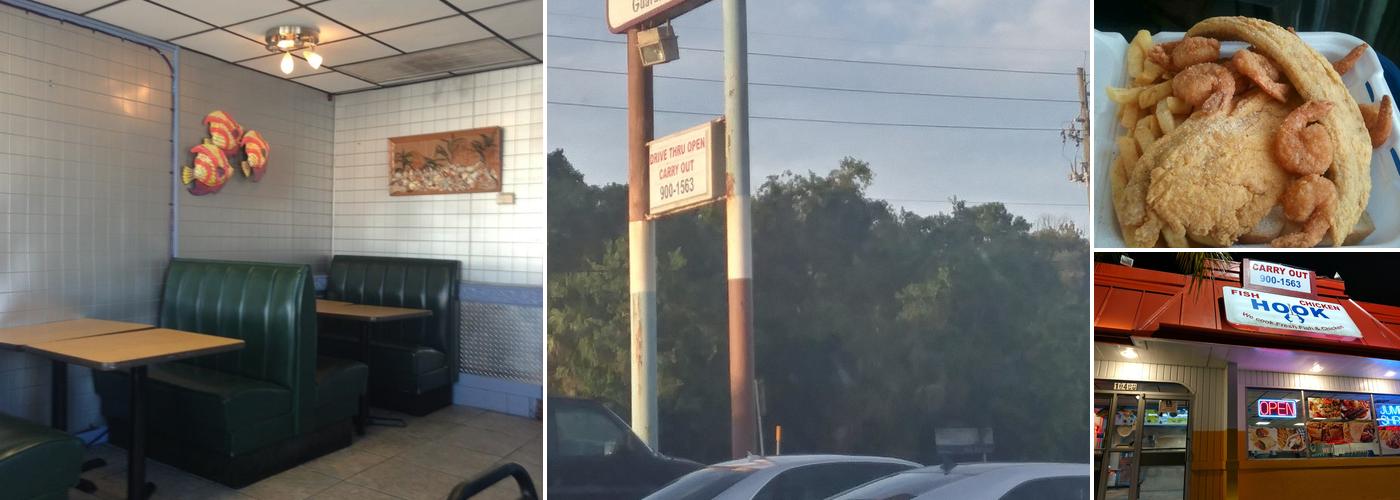 DRIVE THRU OPEN
CARRY OUT
900-1563
CARRY OUT
900-1563
FISH CHICKEN
HOOK
We cook Fresh Fish & Chicken
OPEN